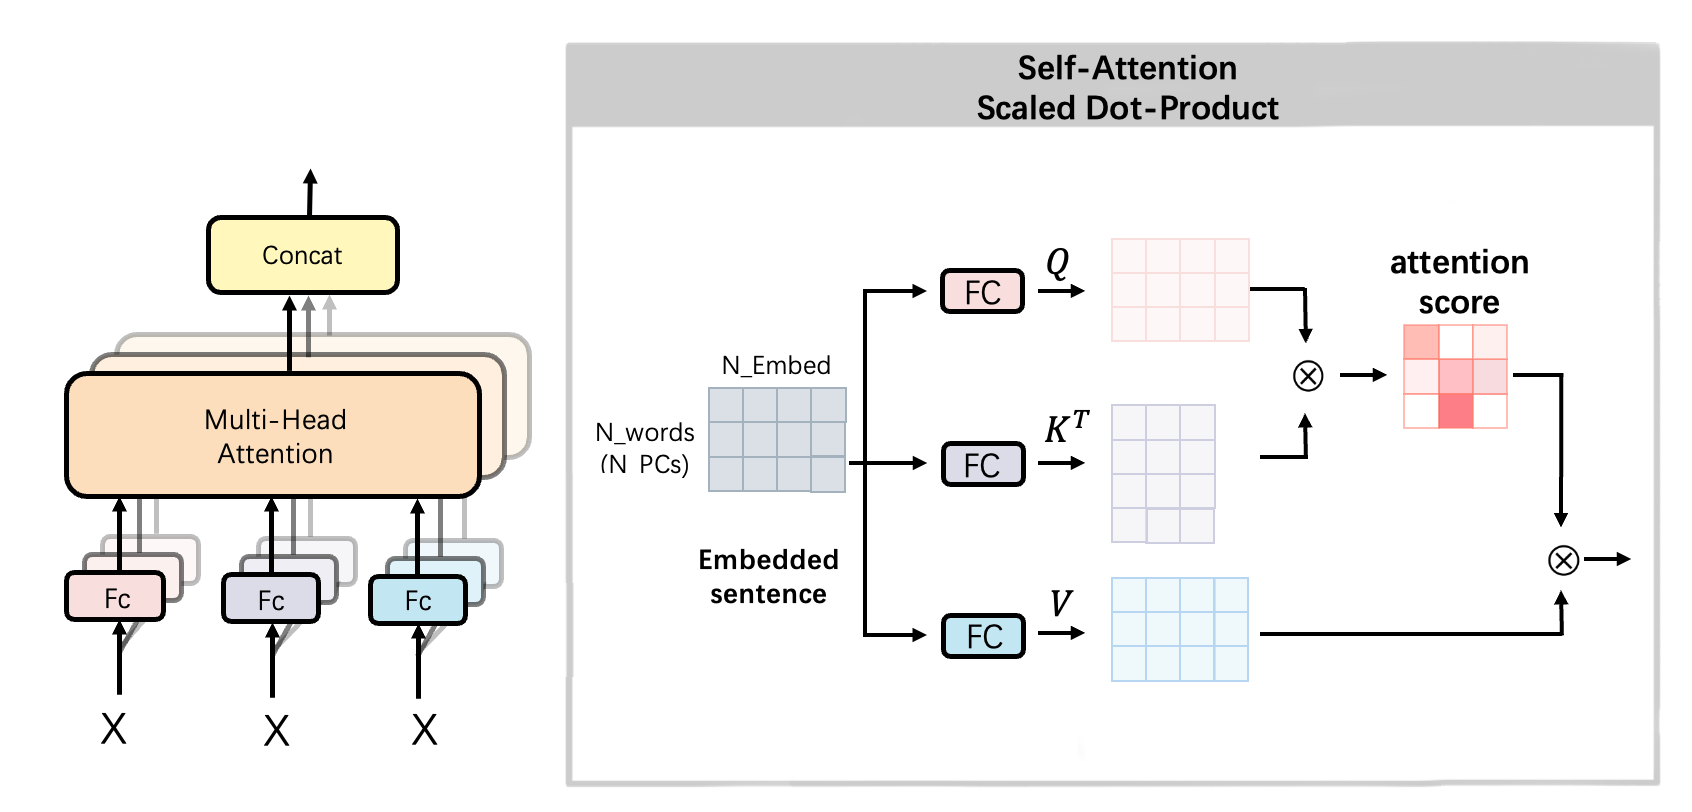 Self-Attention
Scaled Dot-Product
Concat
Multi-Head
Attention
Fc
Fc
Fc
X
X
X
N_Embed
N_words
(N PCs)
Embedded
sentence
FC
Q
FC
K^T
FC
V
attention
score